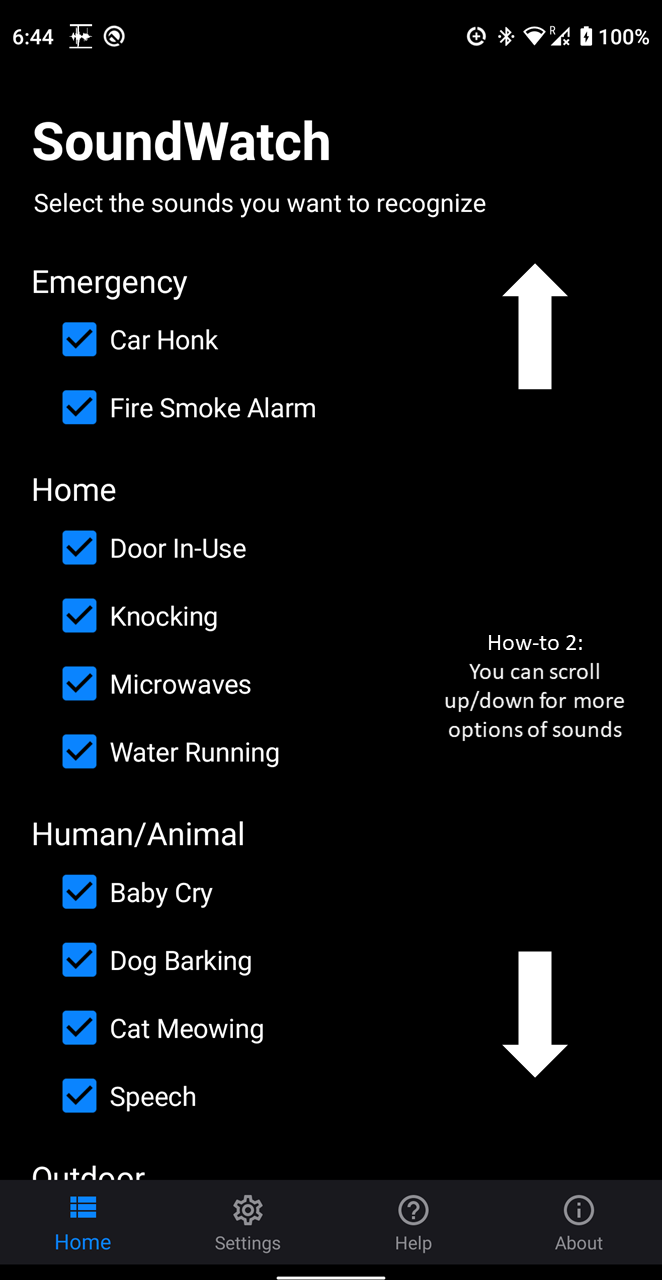 6:44
R
100%
SoundWatch
Select the sounds you want to recognize
Emergency
Car Honk
Fire Smoke Alarm
Home
Door In-Use
Knocking
Microwaves
Water Running
How-to 2:
You can scroll
up/down for more
options of sounds
Human/Animal
Baby Cry
Dog Barking
Cat Meowing
Speech
Outdoor
Home
Settings
Help
About